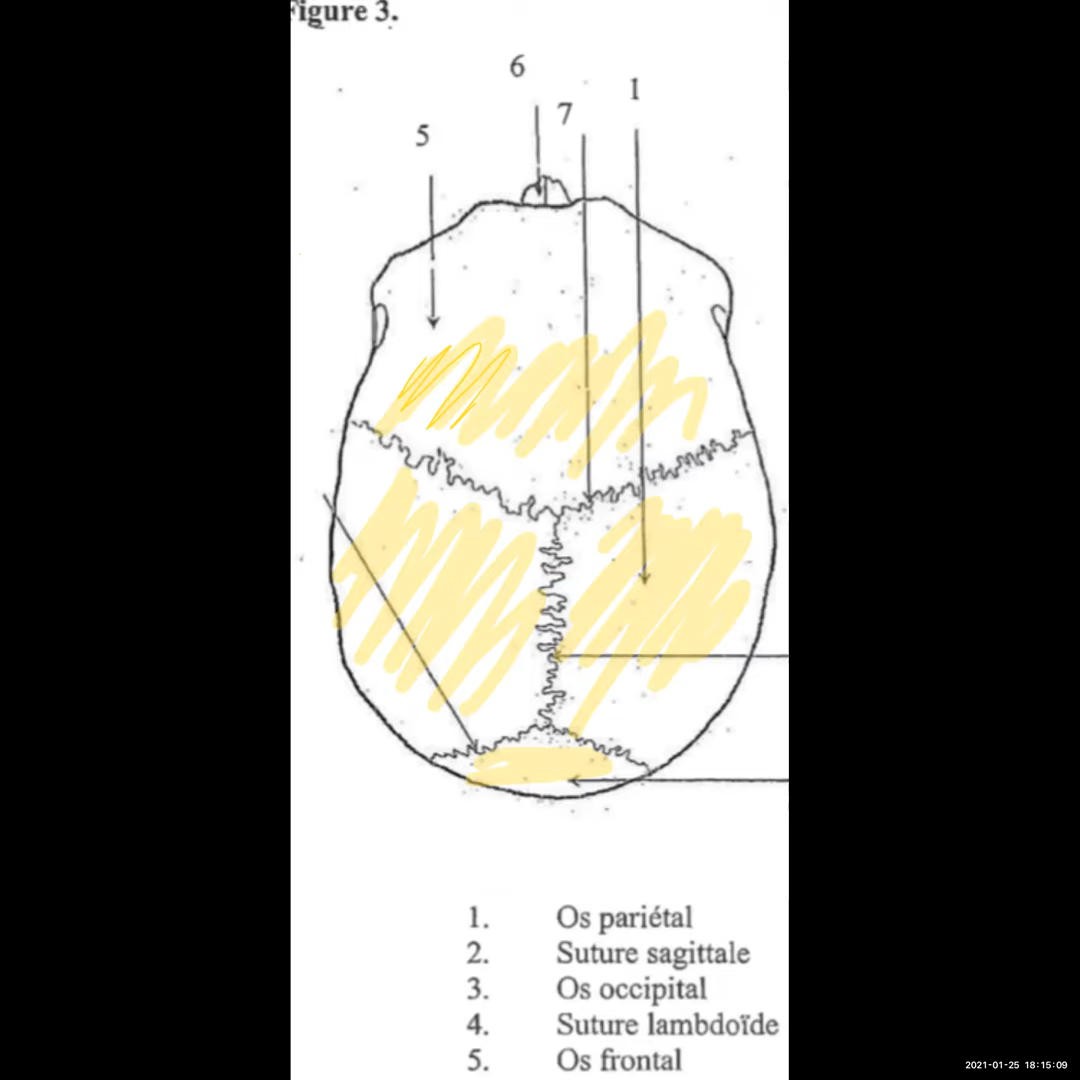 Figure 3.
6
1
7
5
1. Os pariétal
2. Suture sagittale
3. Os occipital
4. Suture lambdoïde
5. Os frontal
2021-01-25 18:15:09